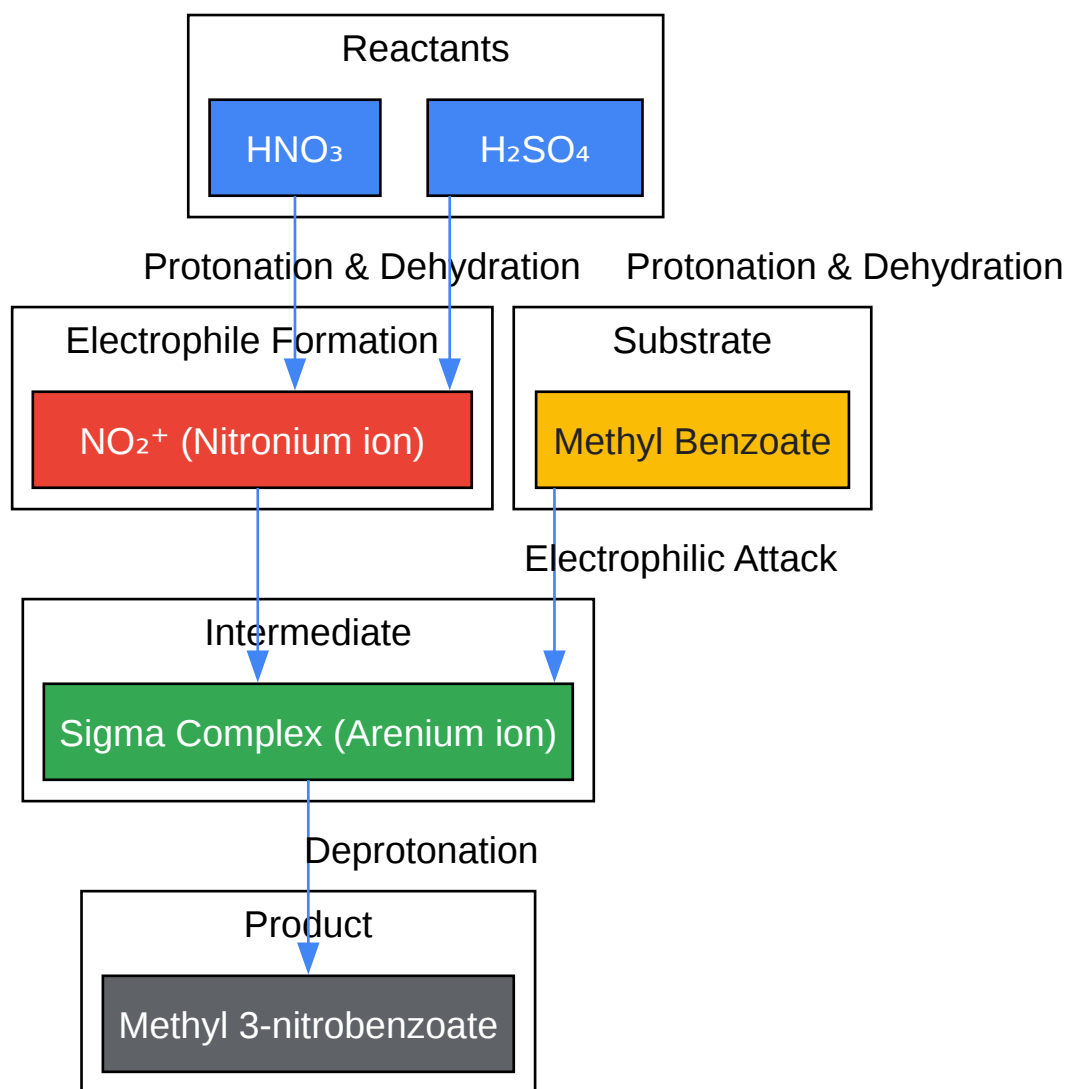 Reactants
HNO₃
H₂SO₄
Protonation & Dehydration
Protonation & Dehydration
Electrophile Formation
Substrate
NO₂⁺ (Nitronium ion)
Methyl Benzoate
Electrophilic Attack
Intermediate
Sigma Complex (Arenium ion)
Deprotonation
Product
Methyl 3-nitrobenzoate